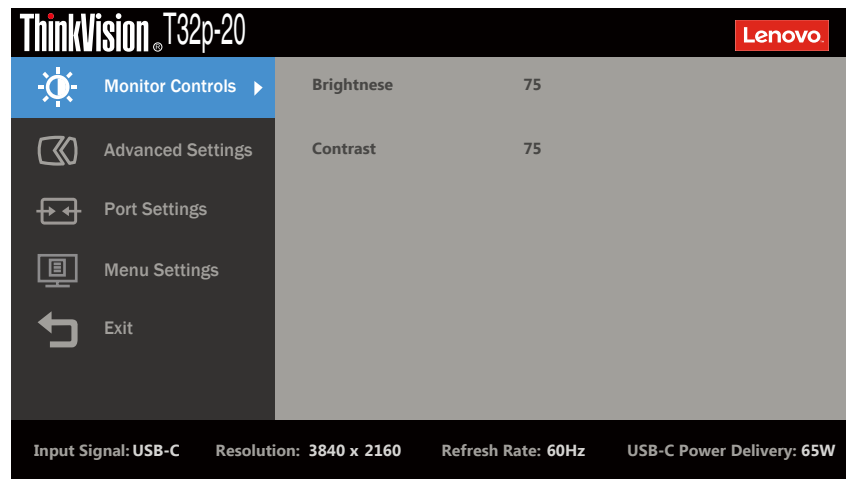 ThinkVision® T32p-20
Lenovo.
Monitor Controls
Brightnese 75
Advanced Settings
Contrast 75
Port Settings
Menu Settings
Exit
Input Signal: USB-C Resolution: 3840 x 2160 Refresh Rate: 60Hz USB-C Power Delivery: 65W